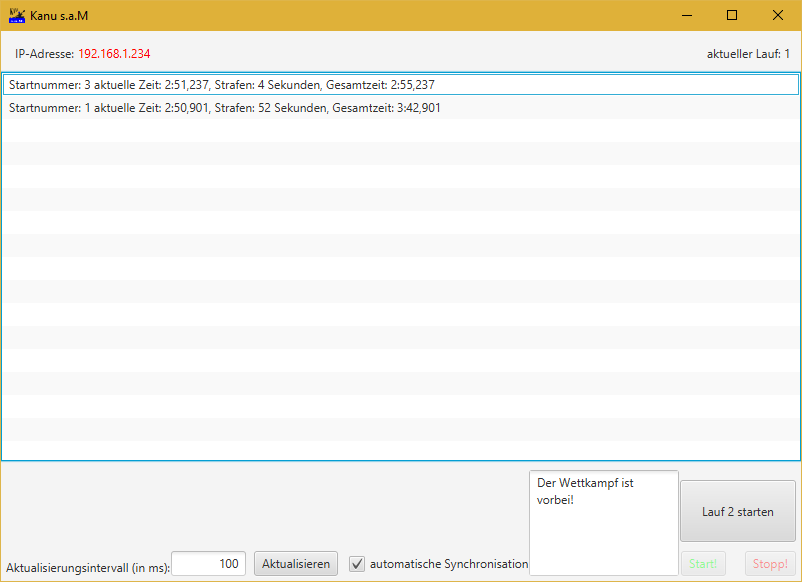 Kanu s.a.M
IP-Adresse: 192.168.1.234
aktueller Lauf: 1
Startnummer: 3 aktuelle Zeit: 2:51,237, Strafen: 4 Sekunden, Gesamtzeit: 2:55,237
Startnummer: 1 aktuelle Zeit: 2:50,901, Strafen: 52 Sekunden, Gesamtzeit: 3:42,901
Der Wettkampf ist
vorbei!
Lauf 2 starten
Aktualisierungsintervall (in ms):
100
Aktualisieren
automatische Synchronisation
Start!
Stopp!